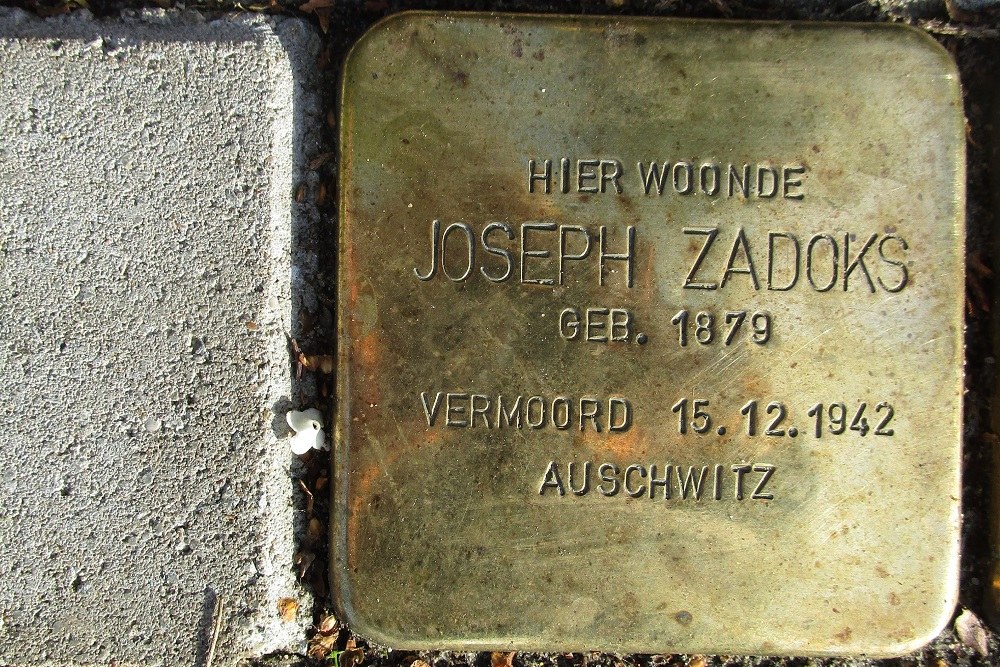 HIER WOONDE
JOSEPH ZADOKS
GEB. 1879
VERMOORD 15.12.1942
AUSCHWITZ